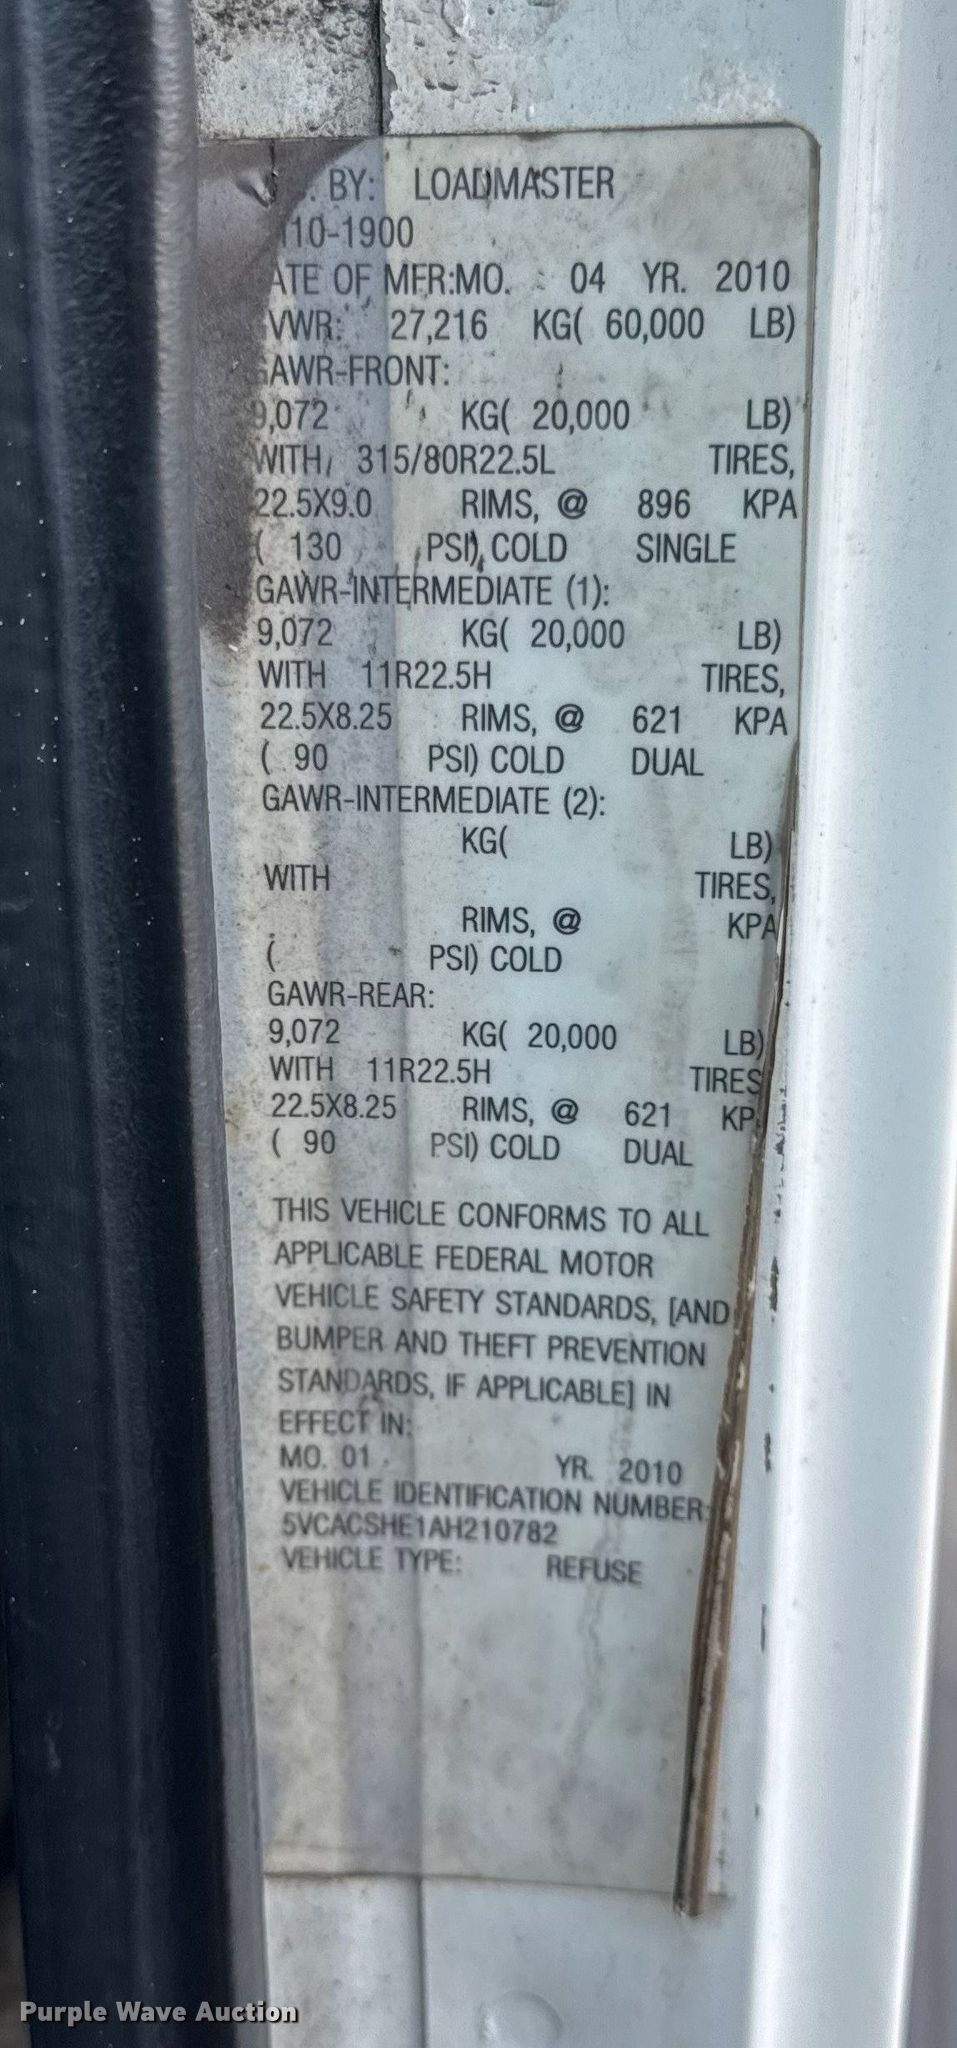 BY: LOADMASTER
110-1900
ATE OF MFR:MO. 04 YR. 2010
VWR: 27,216 KG( 60,000 LB)
GAWR-FRONT:
9,072 KG( 20,000 LB)
WITH 315/80R22.5L TIRES,
22.5X9.0 RIMS, @ 896 KPA
( 130 PSI) COLD SINGLE
GAWR-INTERMEDIATE (1):
9,072 KG( 20,000 LB)
WITH 11R22.5H TIRES,
22.5X8.25 RIMS, @ 621 KPA
( 90 PSI) COLD DUAL
GAWR-INTERMEDIATE (2):
KG( LB)
WITH TIRES,
RIMS, @ KPA
( PSI) COLD
GAWR-REAR:
9,072 KG( 20,000 LB)
WITH 11R22.5H TIRES
22.5X8.25 RIMS, @ 621 KP
( 90 PSI) COLD DUAL
THIS VEHICLE CONFORMS TO ALL
APPLICABLE FEDERAL MOTOR
VEHICLE SAFETY STANDARDS, [AND
BUMPER AND THEFT PREVENTION
STANDARDS, IF APPLICABLE] IN
EFFECT IN:
MO. 01 YR. 2010
VEHICLE IDENTIFICATION NUMBER:
5VCACSHE1AH210782
VEHICLE TYPE: REFUSE
Purple Wave Auction